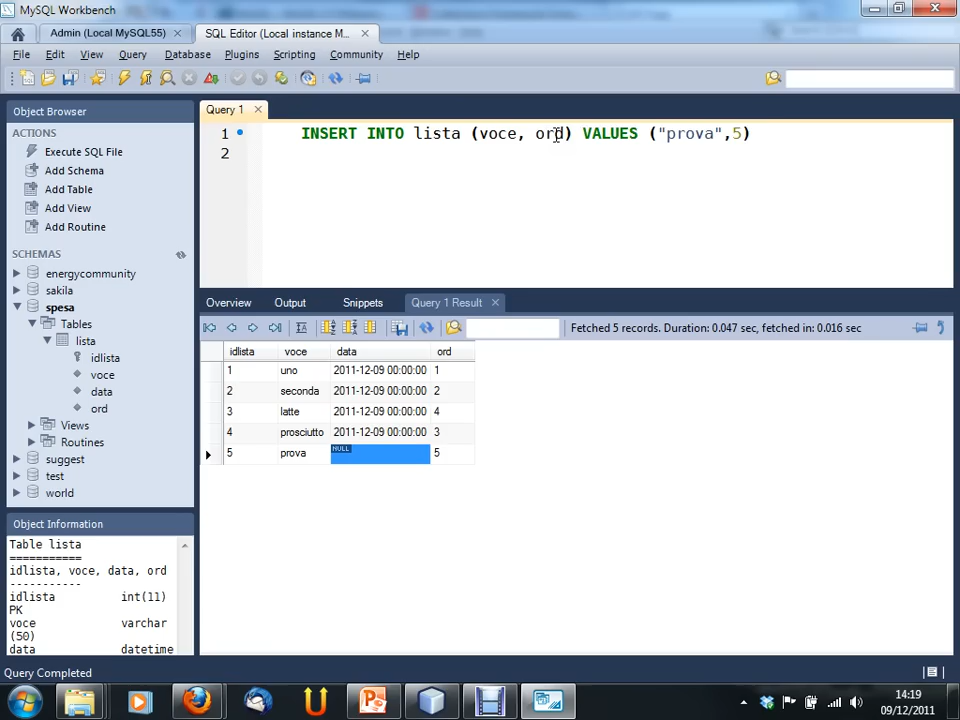 MySQL Workbench
Admin (Local MySQL55)
SQL Editor (Local instance M...
File Edit View Query Database Plugins Scripting Community Help
Object Browser
ACTIONS
Execute SQL File
Add Schema
Add Table
Add View
Add Routine
SCHEMAS
energycommunity
sakila
spesa
Tables
lista
idlista
voce
data
ord
Views
Routines
suggest
test
world
Object Information
Table lista
===========
idlista, voce, data, ord
-----------
idlista int(11)
PK
voce varchar
(50)
data datetime
Query 1
1 INSERT INTO lista (voce, ord) VALUES ("prova",5)
2
Overview Output Snippets Query 1 Result
Fetched 5 records. Duration: 0.047 sec, fetched in: 0.016 sec
idlista voce data ord
1 uno 2011-12-09 00:00:00 1
2 seconda 2011-12-09 00:00:00 2
3 latte 2011-12-09 00:00:00 4
4 prosciutto 2011-12-09 00:00:00 3
5 prova NULL 5
Query Completed
14:19
09/12/2011